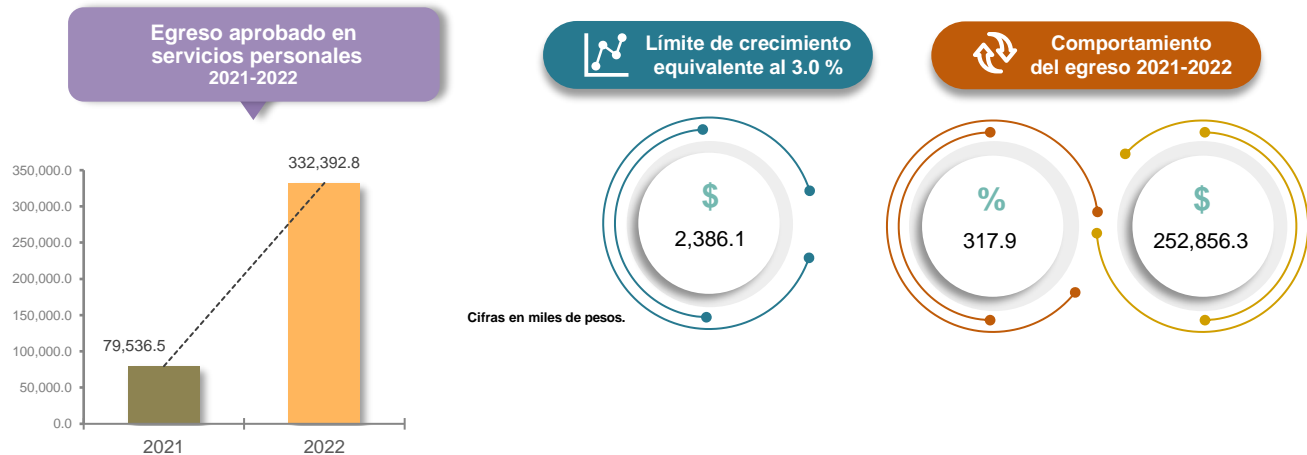 Egreso aprobado en
servicios personales
2021-2022
350,000.0
300,000.0
250,000.0
200,000.0
150,000.0
100,000.0
50,000.0
0.0
79,536.5
332,392.8
2021
2022
Límite de crecimiento
equivalente al 3.0 %
$
2,386.1
Cifras en miles de pesos.
Comportamiento
del egreso 2021-2022
%
317.9
$
252,856.3